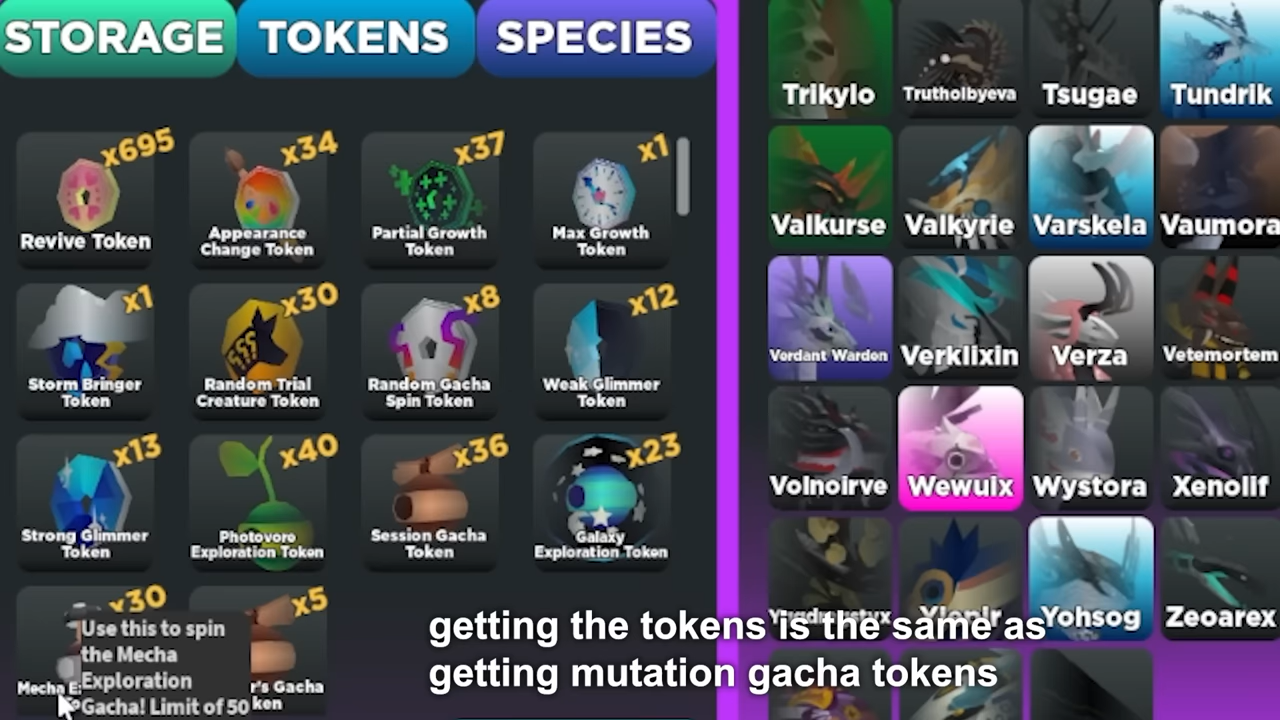 STORAGE TOKENS SPECIES
x695
Revive Token
x34
Appearance
Change Token
x37
Partial Growth
Token
x1
Max Growth
Token
x1
Storm Bringer
Token
x30
Random Trial
Creature Token
x8
Random Gacha
Spin Token
x12
Weak Glimmer
Token
x13
Strong Glimmer
Token
x40
Photovore
Exploration Token
x36
Session Gacha
Token
x23
Galaxy
Exploration Token
x30
Mecha
x5
r's Gacha
ken
Use this to spin
the Mecha
Exploration
Gacha! Limit of 50
Trikylo
Trutholbyeva
Tsugae
Tundrik
Valkurse
Valkyrie
Varskela
Vaumora
Verdant Warden
Verklixin
Verza
Vetemortem
Volnoirve
Wewuix
Wystora
Xenolif
Yohsog
Zeoarex
getting the tokens is the same as
getting mutation gacha tokens